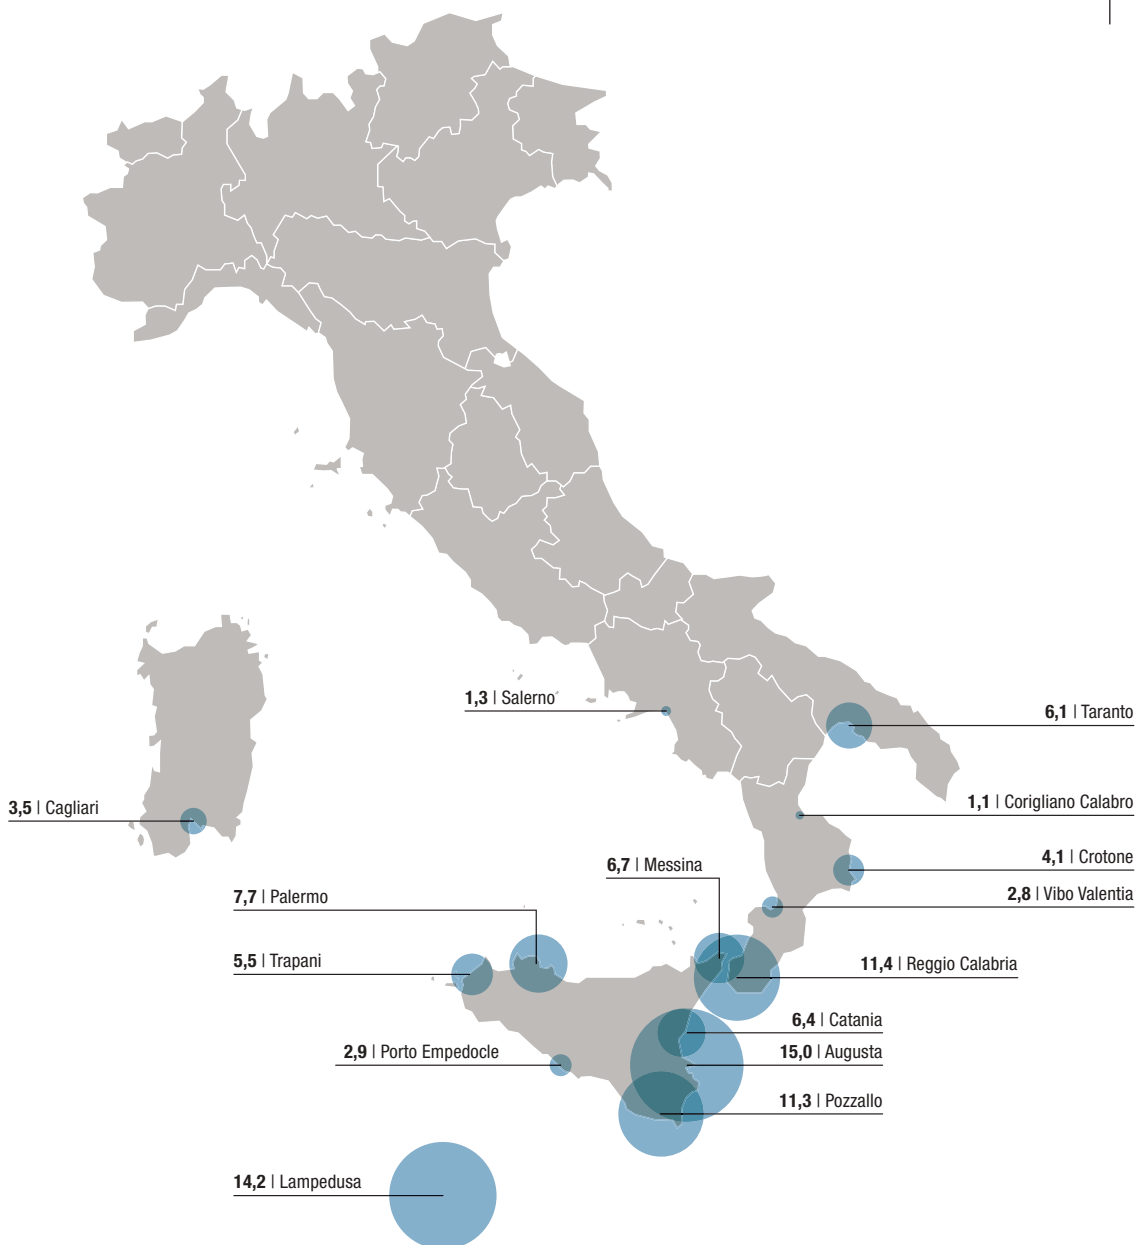 1,3 | Salerno
6,1 | Taranto
3,5 | Cagliari
1,1 | Corigliano Calabro
4,1 | Crotone
6,7 | Messina
7,7 | Palermo
2,8 | Vibo Valentia
5,5 | Trapani
11,4 | Reggio Calabria
6,4 | Catania
2,9 | Porto Empedocle
15,0 | Augusta
11,3 | Pozzallo
14,2 | Lampedusa